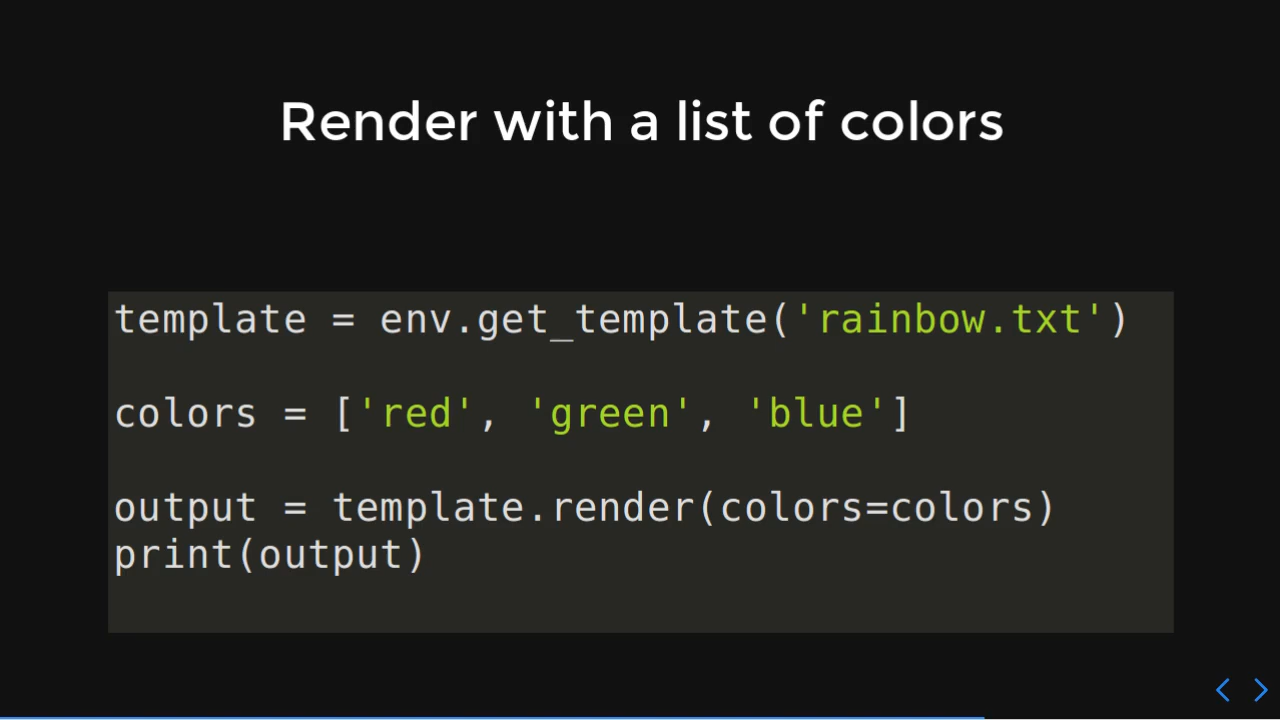 Render with a list of colors
template = env.get_template('rainbow.txt')
colors = ['red', 'green', 'blue']
output = template.render(colors=colors)
print(output)